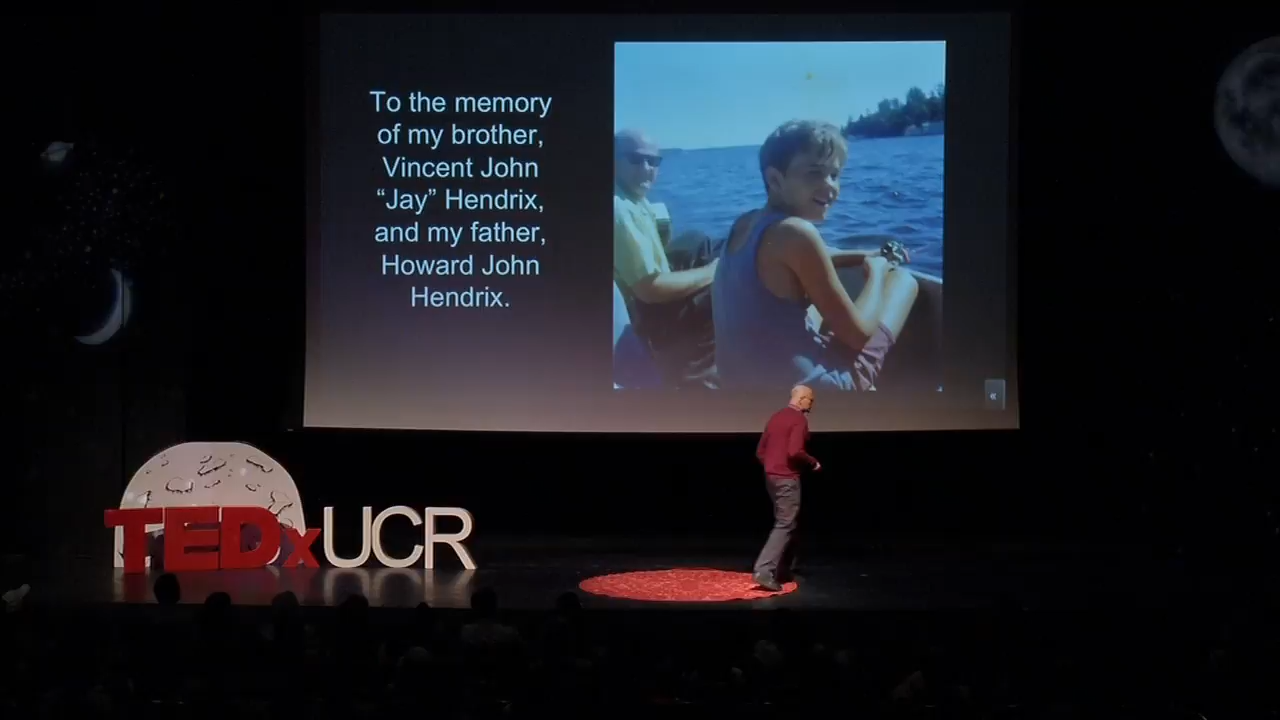 To the memory
of my brother,
Vincent John
“Jay” Hendrix,
and my father,
Howard John
Hendrix.
«
TEDxUCR